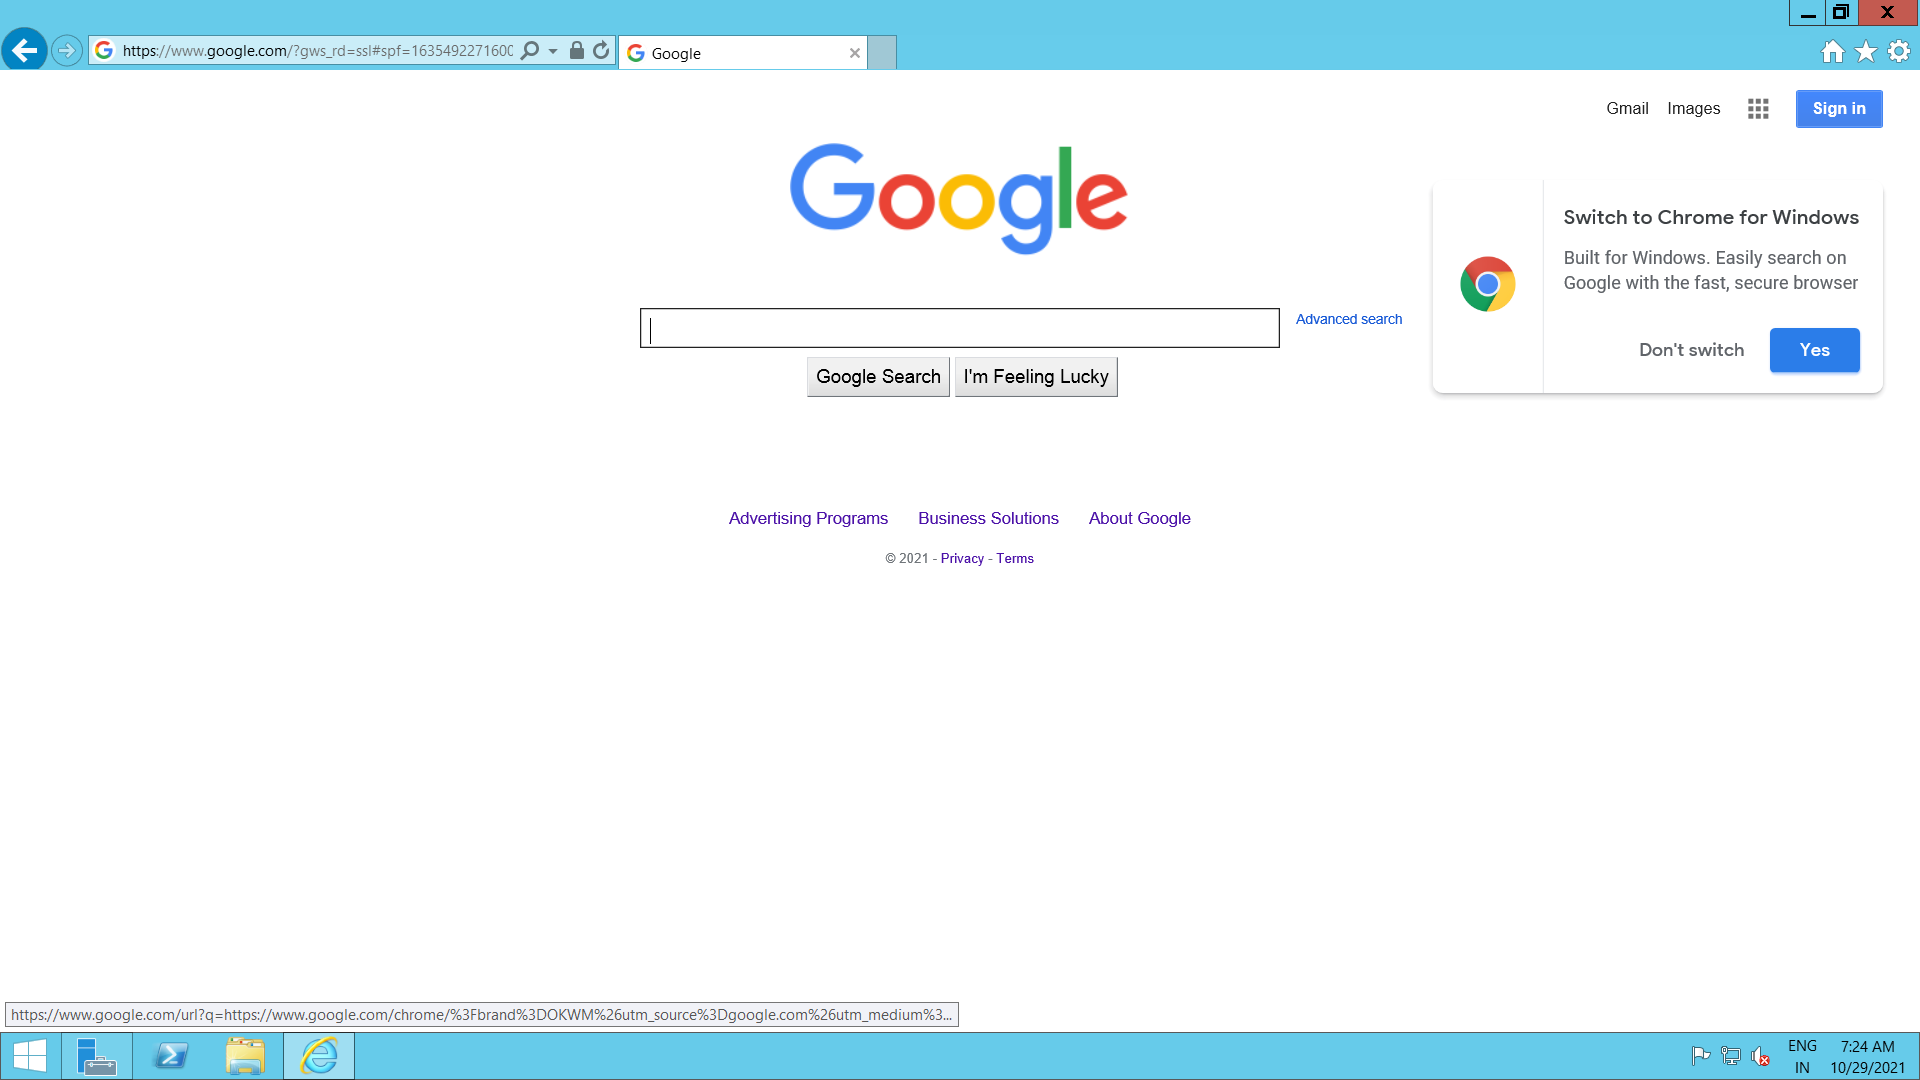 https://www.google.com/?gws_rd=ssl#spf=1635492271600
Google
Gmail Images Sign in
Google
Switch to Chrome for Windows
Built for Windows. Easily search on
Google with the fast, secure browser
Don't switch Yes
Advanced search
Google Search I'm Feeling Lucky
Advertising Programs Business Solutions About Google
© 2021 - Privacy - Terms
https://www.google.com/url?q=https://www.google.com/chrome/%3Fbrand%3DOKWM%26utm_source%3Dgoogle.com%26utm_medium%3...
ENG 7:24 AM
IN 10/29/2021